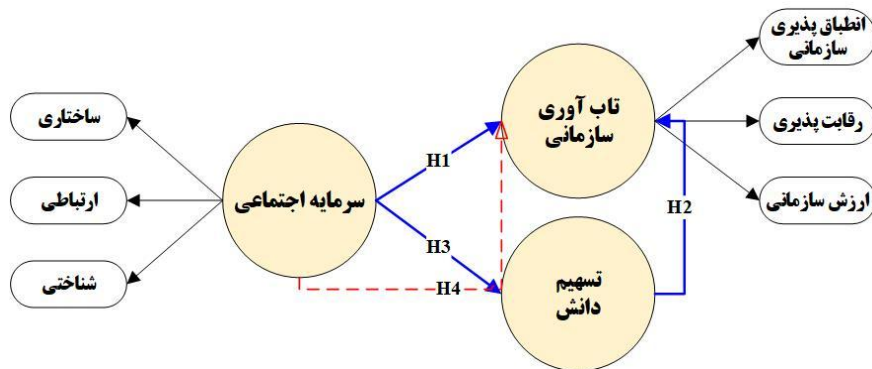 انطباق پذیری
سازمانی
تاب آوری
سازمانی
رقابت پذیری
ارزش سازمانی
ساختاری
ارتباطی
شناختی
سرمایه اجتماعی
تسهیم
دانش
H1
H2
H3
H4